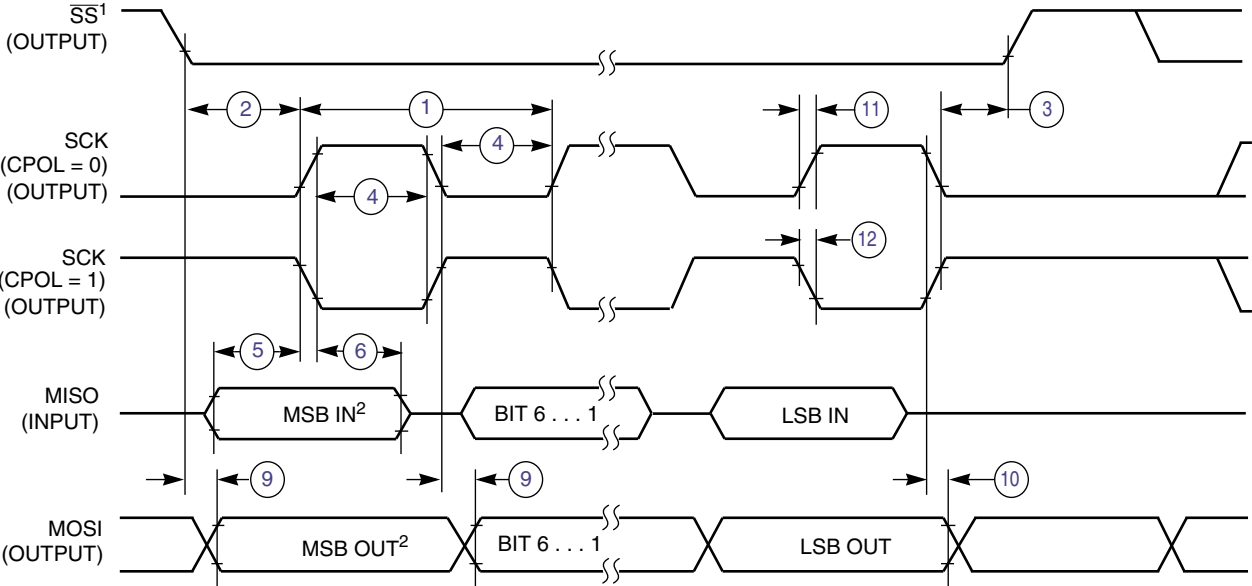 SS¹
(OUTPUT)
2
1
11
3
SCK
(CPOL = 0)
(OUTPUT)
4
4
12
SCK
(CPOL = 1)
(OUTPUT)
5
6
MISO
(INPUT)
MSB IN²
BIT 6 . . . 1
LSB IN
9
9
10
MOSI
(OUTPUT)
MSB OUT²
BIT 6 . . . 1
LSB OUT